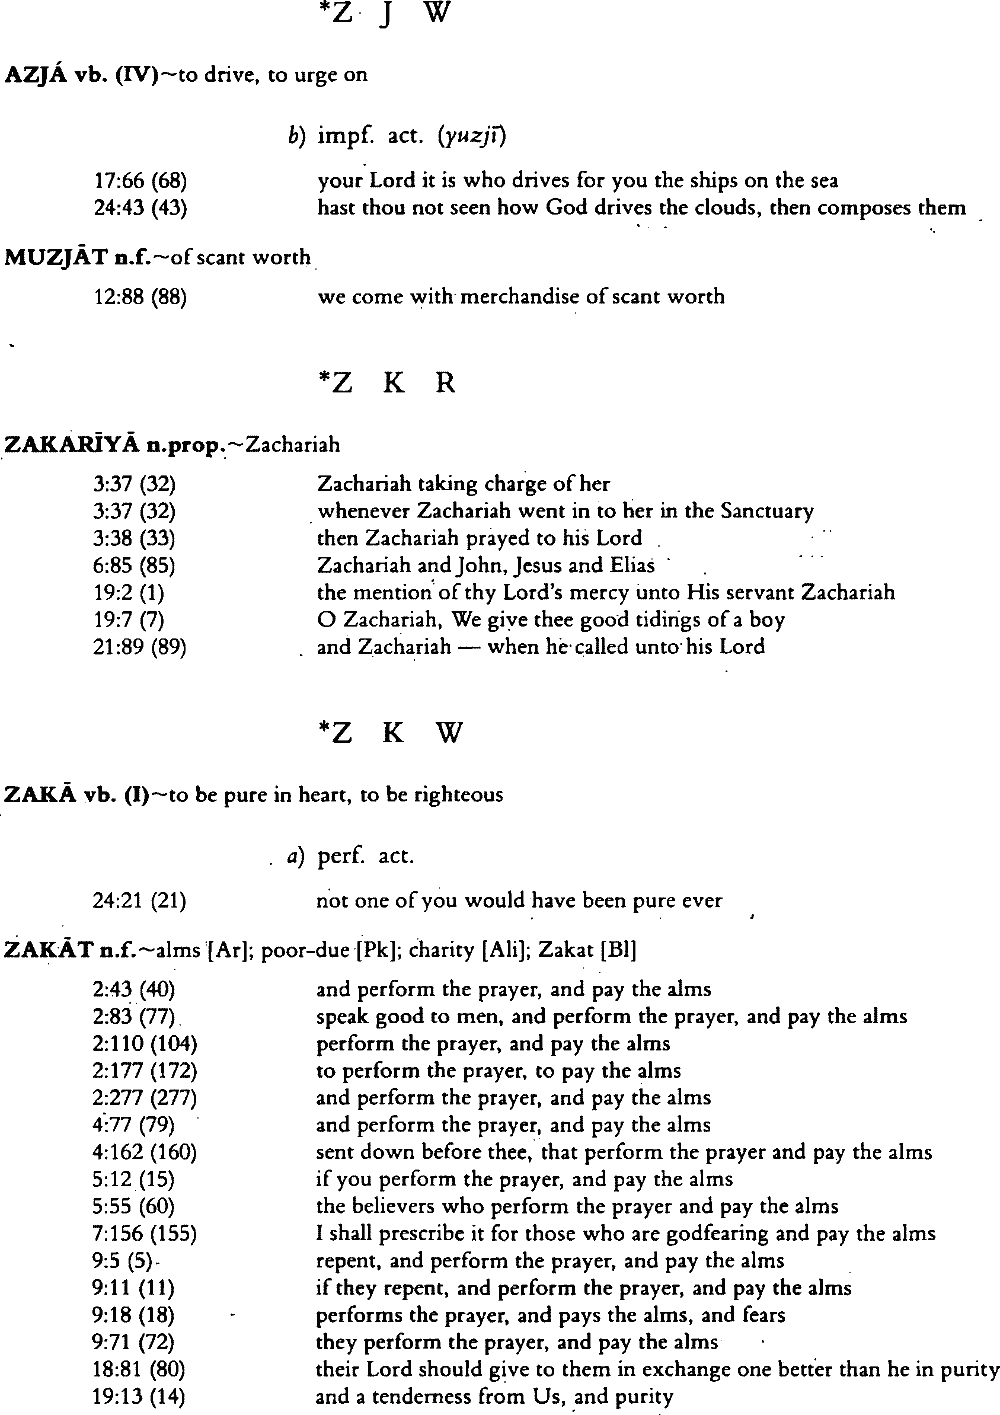 *Z J W
AZJÁ vb. (IV)~to drive, to urge on
b) impf. act. (yuzjī)
17:66 (68) your Lord it is who drives for you the ships on the sea
24:43 (43) hast thou not seen how God drives the clouds, then composes them
MUZJĀT n.f.~of scant worth
12:88 (88) we come with merchandise of scant worth
*Z K R
ZAKARĪYĀ n.prop.~Zachariah
3:37 (32) Zachariah taking charge of her
3:37 (32) whenever Zachariah went in to her in the Sanctuary
3:38 (33) then Zachariah prayed to his Lord
6:85 (85) Zachariah and John, Jesus and Elias
19:2 (1) the mention of thy Lord's mercy unto His servant Zachariah
19:7 (7) O Zachariah, We give thee good tidings of a boy
21:89 (89) and Zachariah — when he called unto his Lord
*Z K W
ZAKĀ vb. (I)~to be pure in heart, to be righteous
a) perf. act.
24:21 (21) not one of you would have been pure ever
ZAKĀT n.f.~alms [Ar]; poor-due [Pk]; charity [Ali]; Zakat [Bl]
2:43 (40) and perform the prayer, and pay the alms
2:83 (77) speak good to men, and perform the prayer, and pay the alms
2:110 (104) perform the prayer, and pay the alms
2:177 (172) to perform the prayer, to pay the alms
2:277 (277) and perform the prayer, and pay the alms
4:77 (79) and perform the prayer, and pay the alms
4:162 (160) sent down before thee, that perform the prayer and pay the alms
5:12 (15) if you perform the prayer, and pay the alms
5:55 (60) the believers who perform the prayer and pay the alms
7:156 (155) I shall prescribe it for those who are godfearing and pay the alms
9:5 (5) repent, and perform the prayer, and pay the alms
9:11 (11) if they repent, and perform the prayer, and pay the alms
9:18 (18) performs the prayer, and pays the alms, and fears
9:71 (72) they perform the prayer, and pay the alms
18:81 (80) their Lord should give to them in exchange one better than he in purity
19:13 (14) and a tenderness from Us, and purity